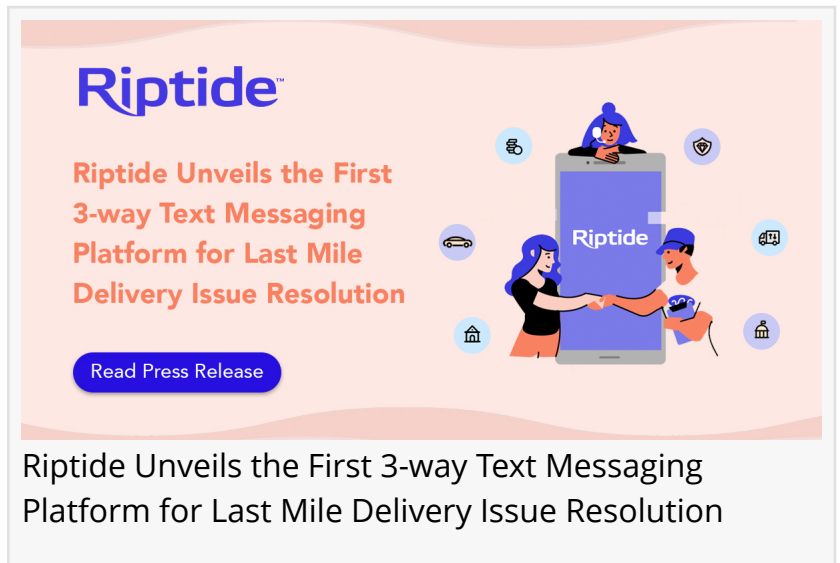 Riptide™
Riptide Unveils the First
3-way Text Messaging
Platform for Last Mile
Delivery Issue Resolution
Read Press Release
Riptide
Riptide Unveils the First 3-way Text Messaging
Platform for Last Mile Delivery Issue Resolution